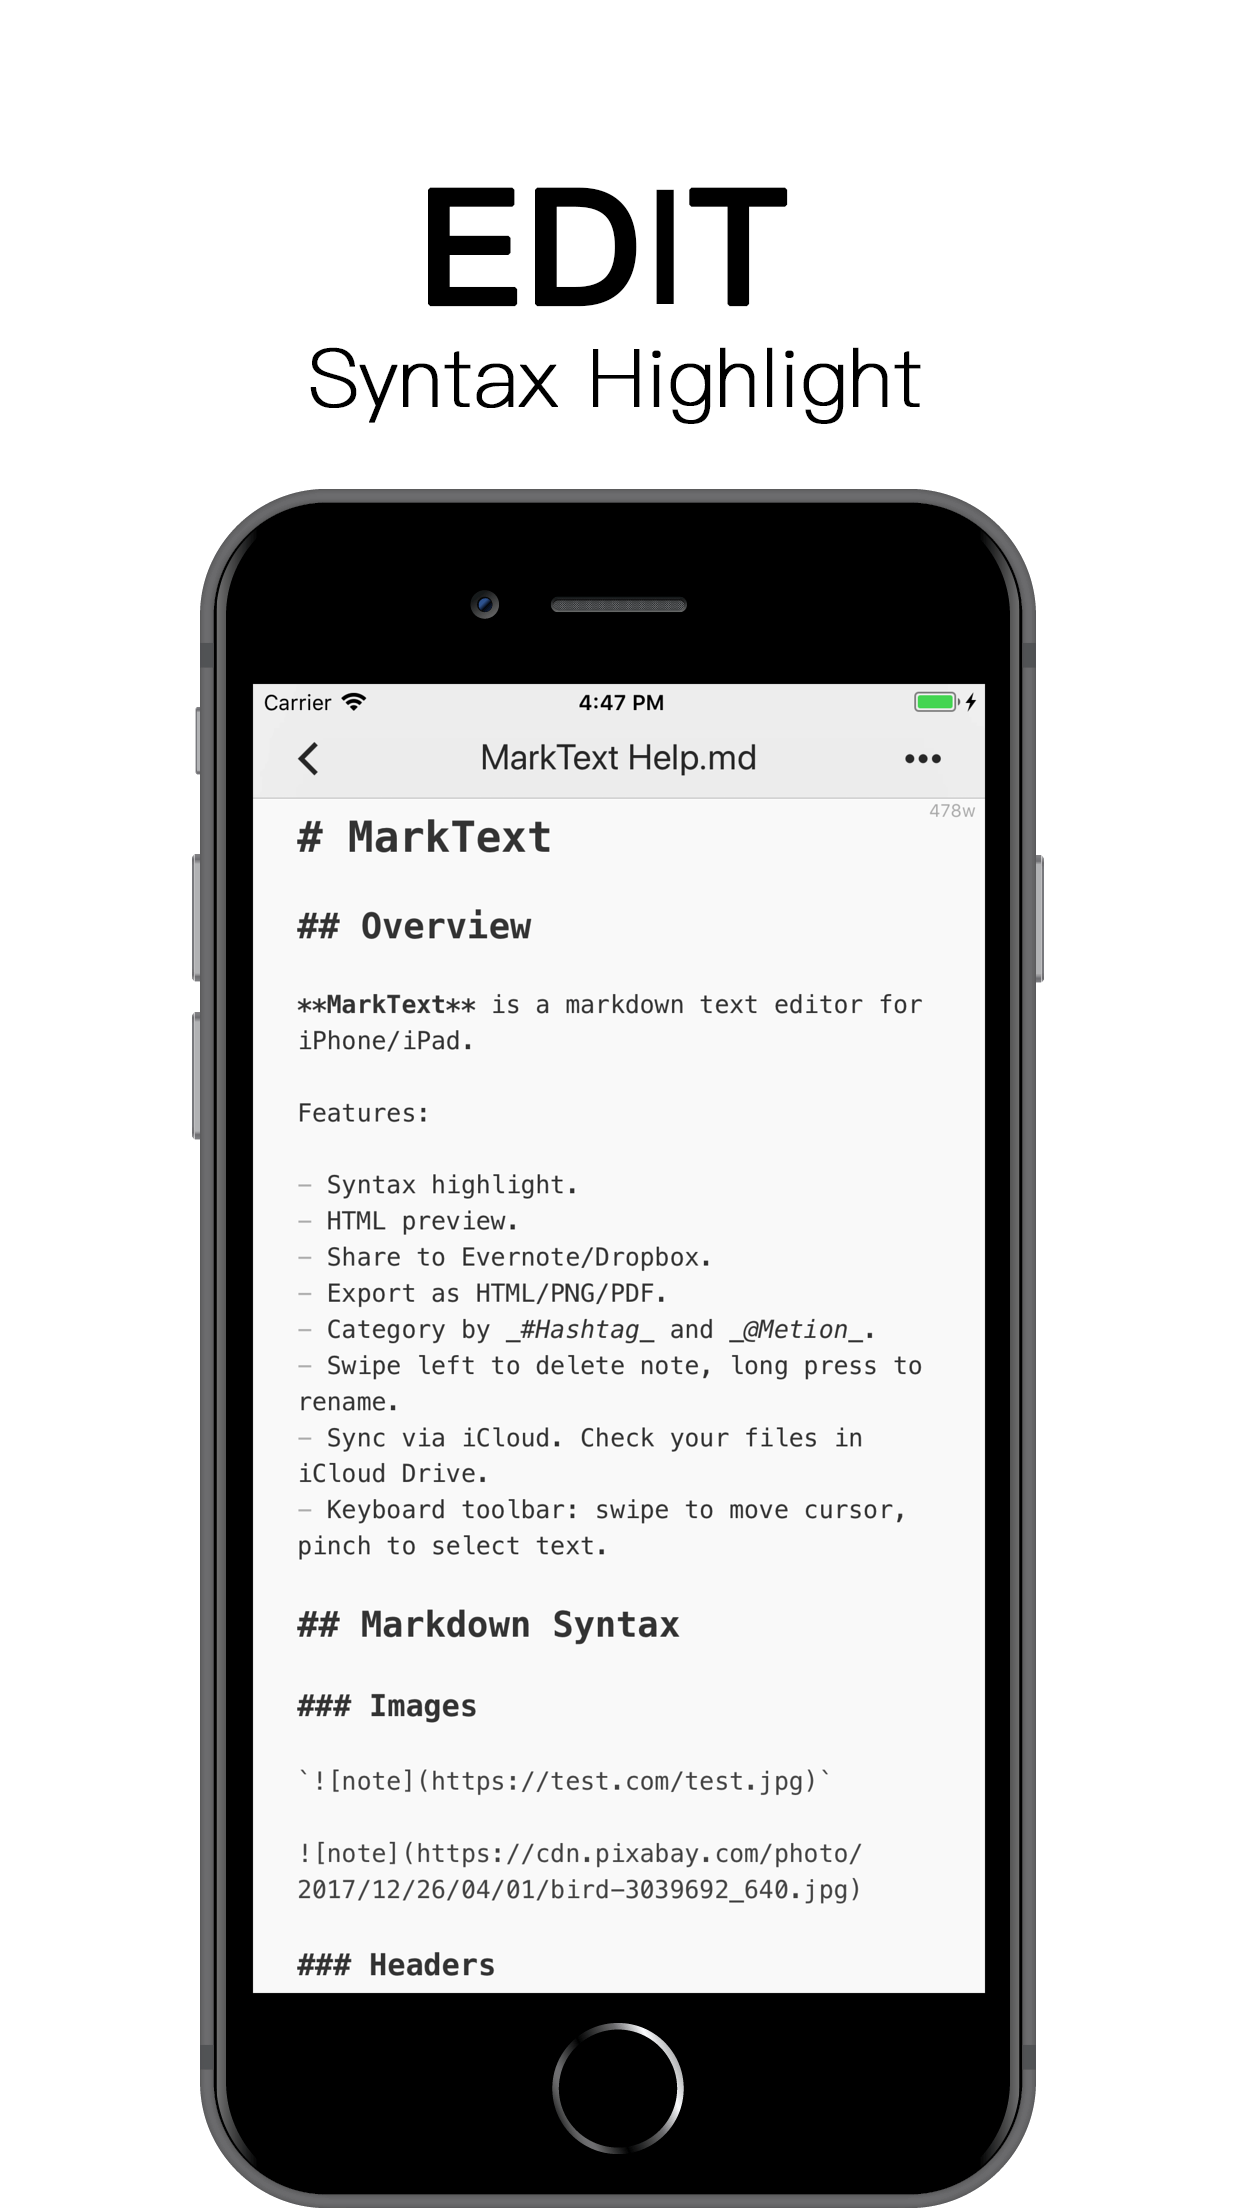 EDIT
Syntax Highlight
Carrier 4:47 PM
MarkText Help.md
478w
# MarkText
## Overview
**MarkText** is a markdown text editor for
iPhone/iPad.
Features:
- Syntax highlight.
- HTML preview.
- Share to Evernote/Dropbox.
- Export as HTML/PNG/PDF.
- Category by _#Hashtag_ and _@Metion_.
- Swipe left to delete note, long press to
rename.
- Sync via iCloud. Check your files in
iCloud Drive.
- Keyboard toolbar: swipe to move cursor,
pinch to select text.
## Markdown Syntax
### Images
`![note](https://test.com/test.jpg)`
![note](https://cdn.pixabay.com/photo/
2017/12/26/04/01/bird-3039692_640.jpg)
### Headers